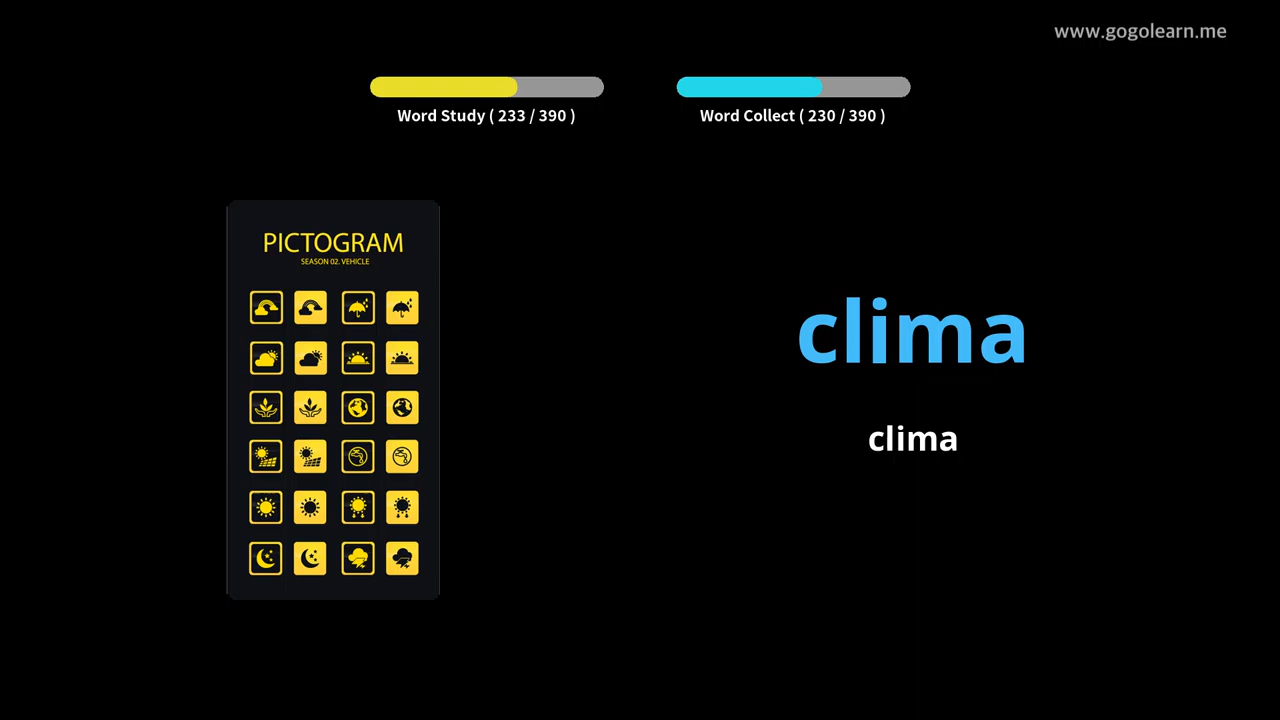 www.gogolearn.me
Word Study ( 233 / 390 )
Word Collect ( 230 / 390 )
PICTOGRAM
SEASON 02. VEHICLE
clima
clima